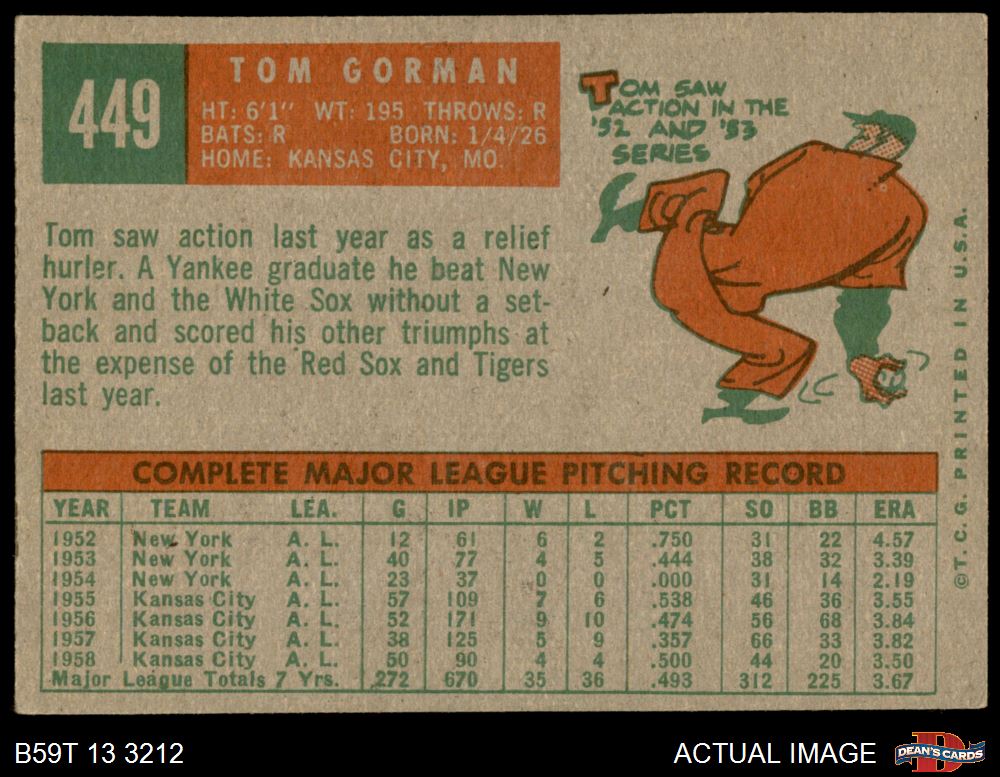 449
TOM GORMAN
HT: 6'1" WT: 195 THROWS: R
BATS: R BORN: 1/4/26
HOME: KANSAS CITY, MO.
TOM SAW
ACTION IN THE
'52 AND '53
SERIES
Tom saw action last year as a relief
hurler. A Yankee graduate he beat New
York and the White Sox without a set-
back and scored his other triumphs at
the expense of the Red Sox and Tigers
last year.
COMPLETE MAJOR LEAGUE PITCHING RECORD
YEAR TEAM LEA. G IP W L PCT SO BB ERA
1952 New York A. L. 12 61 6 2 .750 31 22 4.57
1953 New York A. L. 40 77 4 5 .444 38 32 3.39
1954 New York A. L. 23 37 0 0 .000 31 14 2.19
1955 Kansas City A. L. 57 109 7 6 .538 46 36 3.55
1956 Kansas City A. L. 52 171 9 10 .474 56 68 3.84
1957 Kansas City A. L. 38 125 5 9 .357 66 33 3.82
1958 Kansas City A. L. 50 90 4 4 .500 44 20 3.50
Major League Totals 7 Yrs. 272 670 35 36 .493 312 225 3.67
©T. C. G. PRINTED IN U.S.A.
B59T 13 3212
ACTUAL IMAGE
D
DEAN'S CARDS